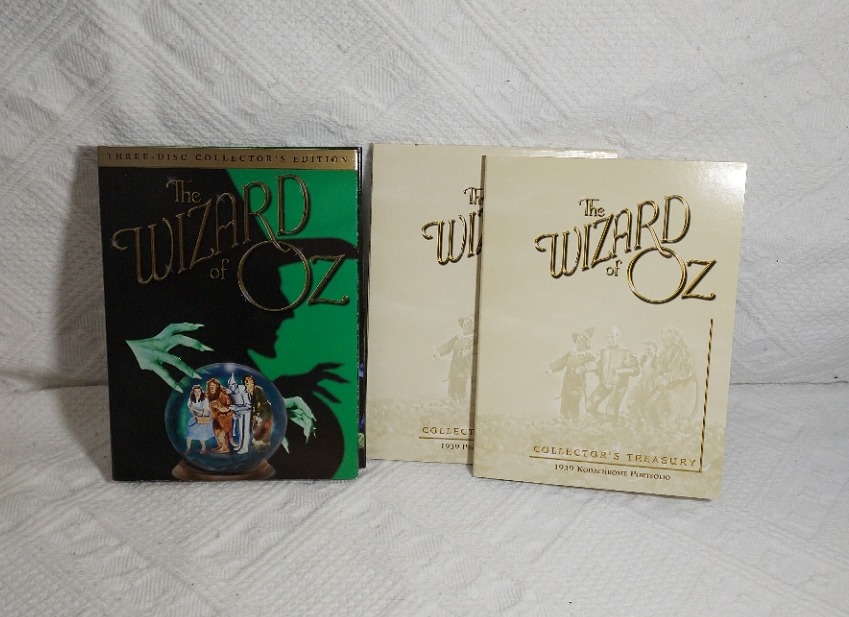 THREE-DISC COLLECTOR'S EDITION
The
WIZARD
of OZ
The
WIZARD
of OZ
COLLECTOR'S TREASURY
1939 KODACHROME PORTFOLIO